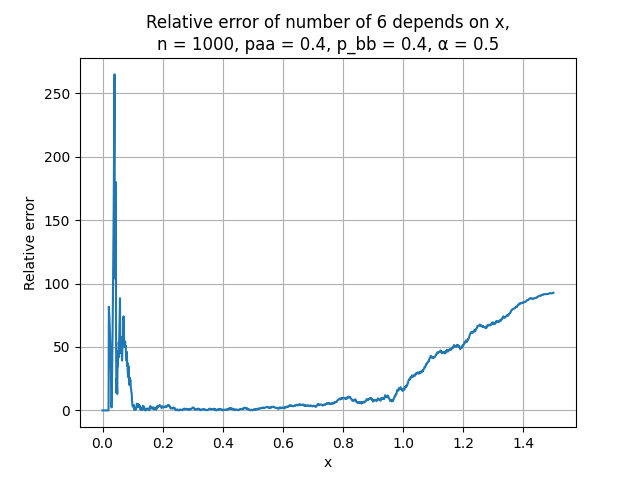 Relative error of number of 6 depends on x,
n = 1000, paa = 0.4, p_bb = 0.4, α = 0.5
Relative error
250
200
150
100
50
0
0.0 0.2 0.4 0.6 0.8 1.0 1.2 1.4
x